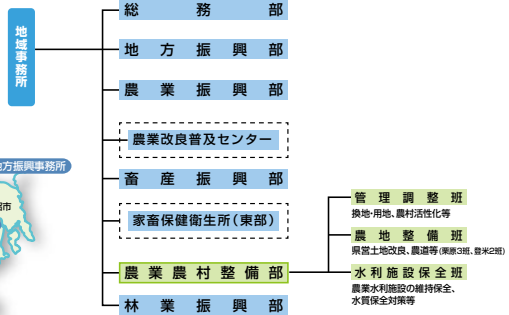 地域事務所
総務部
地方振興部
農業振興部
農業改良普及センター
畜産振興部
家畜保健衛生所(東部)
農業農村整備部
林業振興部
管理調整班
換地・用地、農村活性化等
農地整備班
県営土地改良、農道等(栗原3班、登米2班)
水利施設保全班
農業水利施設の維持保全、
水質保全対策等
方振興事務所
沼市